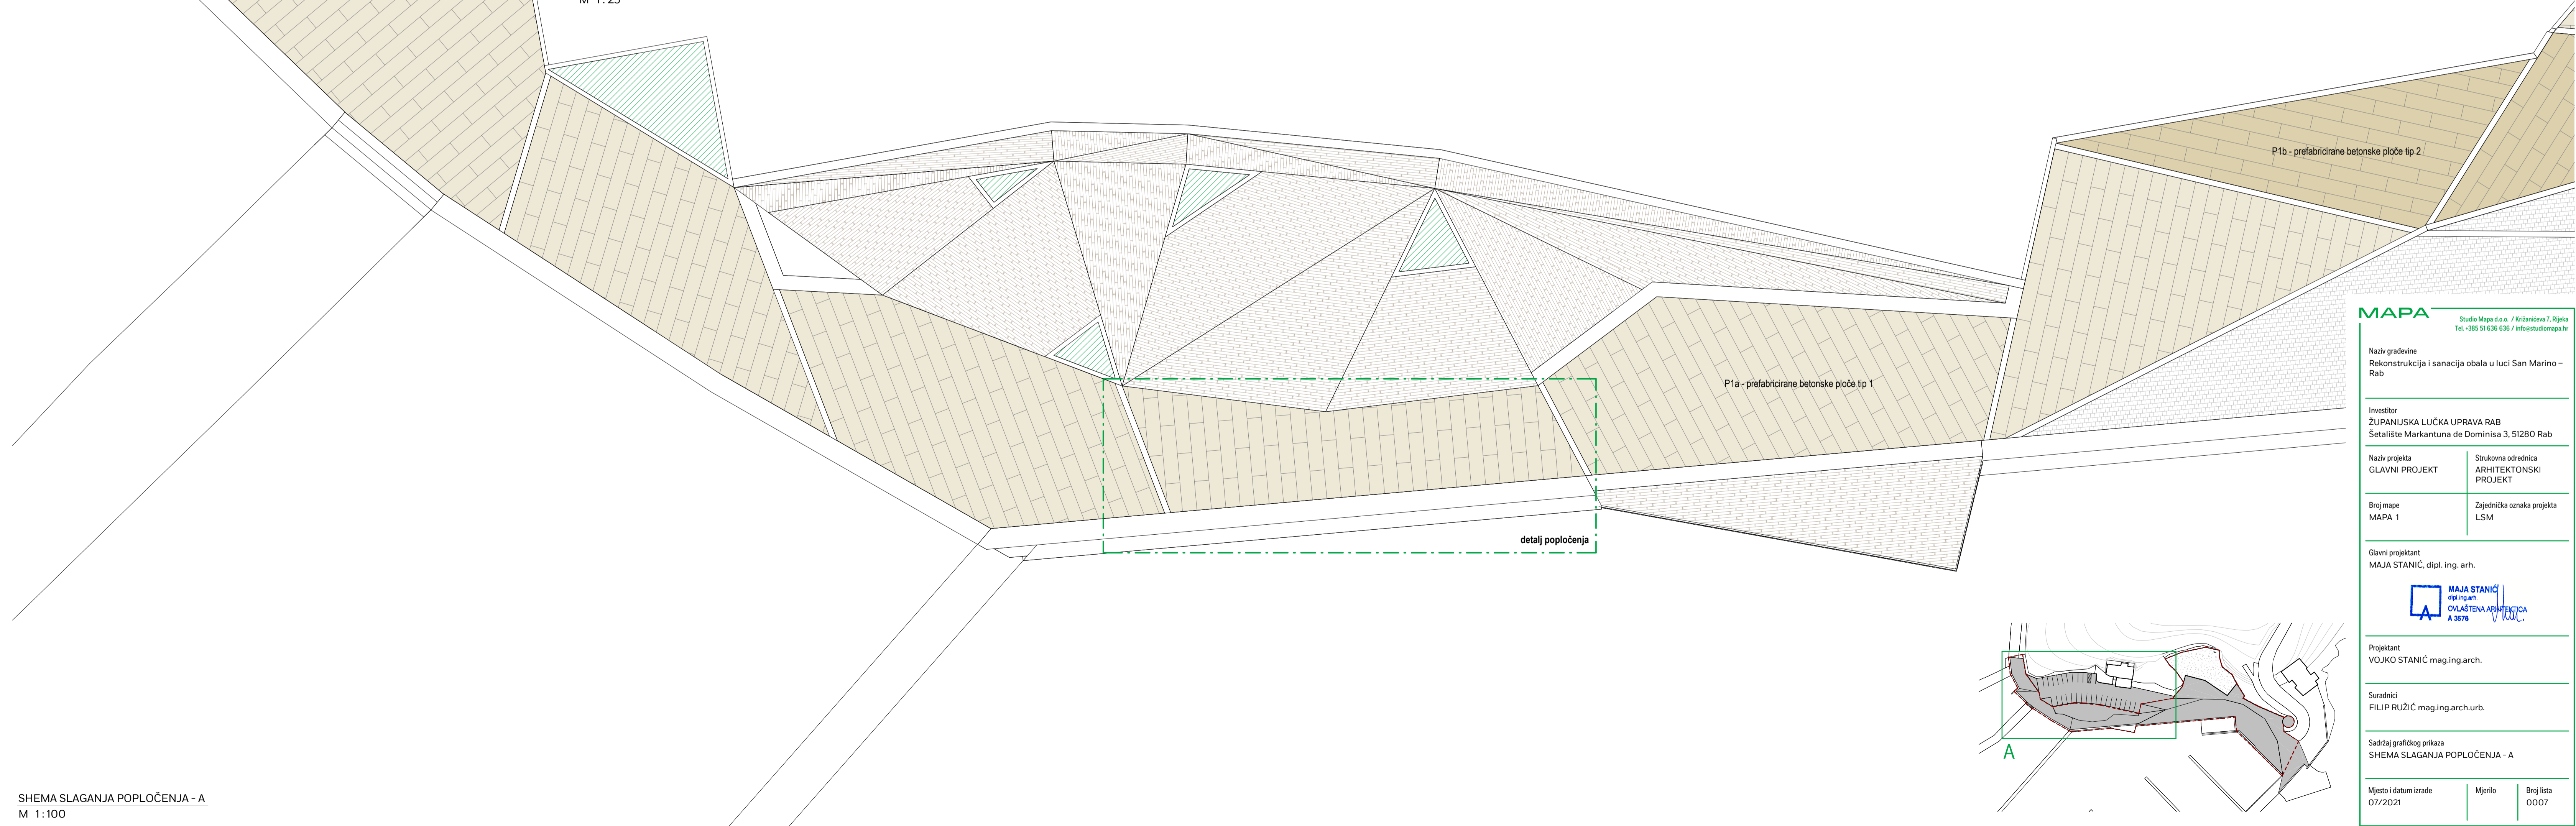 M 1:25
P1b - prefabricirane betonske ploče tip 2
P1a - prefabricirane betonske ploče tip 1
detalj popločenja
A
SHEMA SLAGANJA POPLOČENJA - A
M 1:100
MAPA
Studio Mapa d.o.o. / Križanićeva 7, Rijeka
Tel. +385 51 636 636 / info@studiomapa.hr
Naziv građevine
Rekonstrukcija i sanacija obala u luci San Marino –
Rab
Investitor
ŽUPANIJSKA LUČKA UPRAVA RAB
Šetalište Markantuna de Dominisa 3, 51280 Rab
Naziv projekta
GLAVNI PROJEKT
Strukovna odrednica
ARHITEKTONSKI
PROJEKT
Broj mape
MAPA 1
Zajednička oznaka projekta
LSM
Glavni projektant
MAJA STANIĆ, dipl. ing. arh.
A
MAJA STANIĆ
dipl.ing.arh.
OVLAŠTENA ARHITEKTICA
A 3576
Projektant
VOJKO STANIĆ mag.ing.arch.
Suradnici
FILIP RUŽIĆ mag.ing.arch.urb.
Sadržaj grafičkog prikaza
SHEMA SLAGANJA POPLOČENJA - A
Mjesto i datum izrade
07/2021
Mjerilo
Broj lista
0007